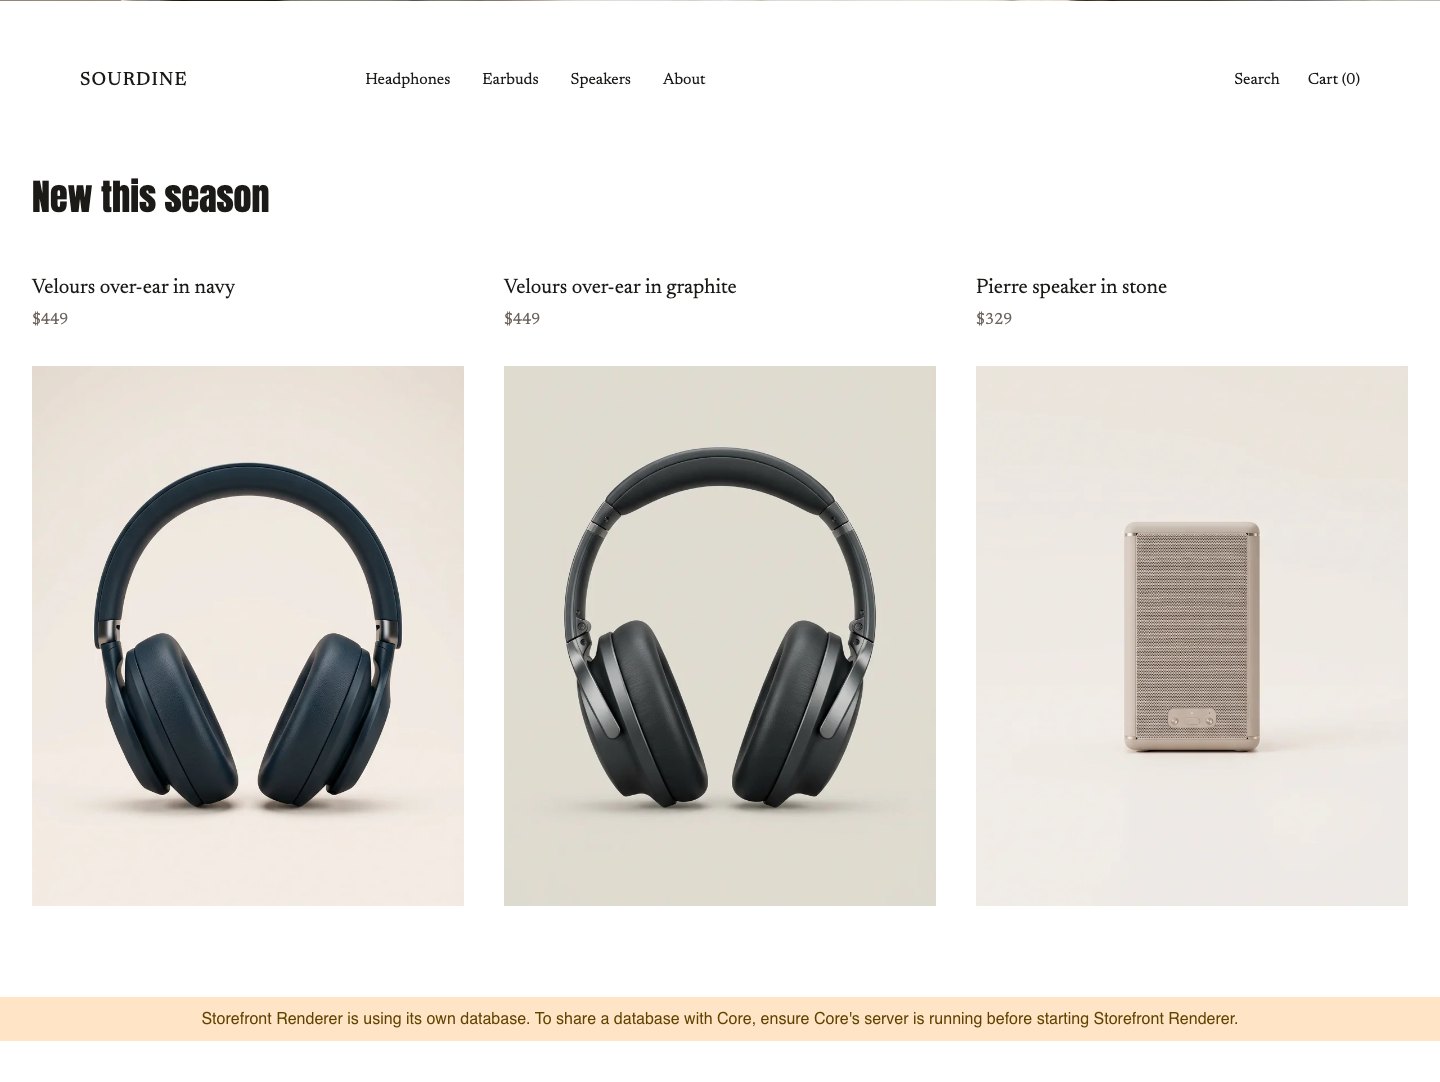 SOURDINE
Headphones Earbuds Speakers About
Search Cart (0)
New this season
Velours over-ear in navy
$449
Velours over-ear in graphite
$449
Pierre speaker in stone
$329
Storefront Renderer is using its own database. To share a database with Core, ensure Core's server is running before starting Storefront Renderer.